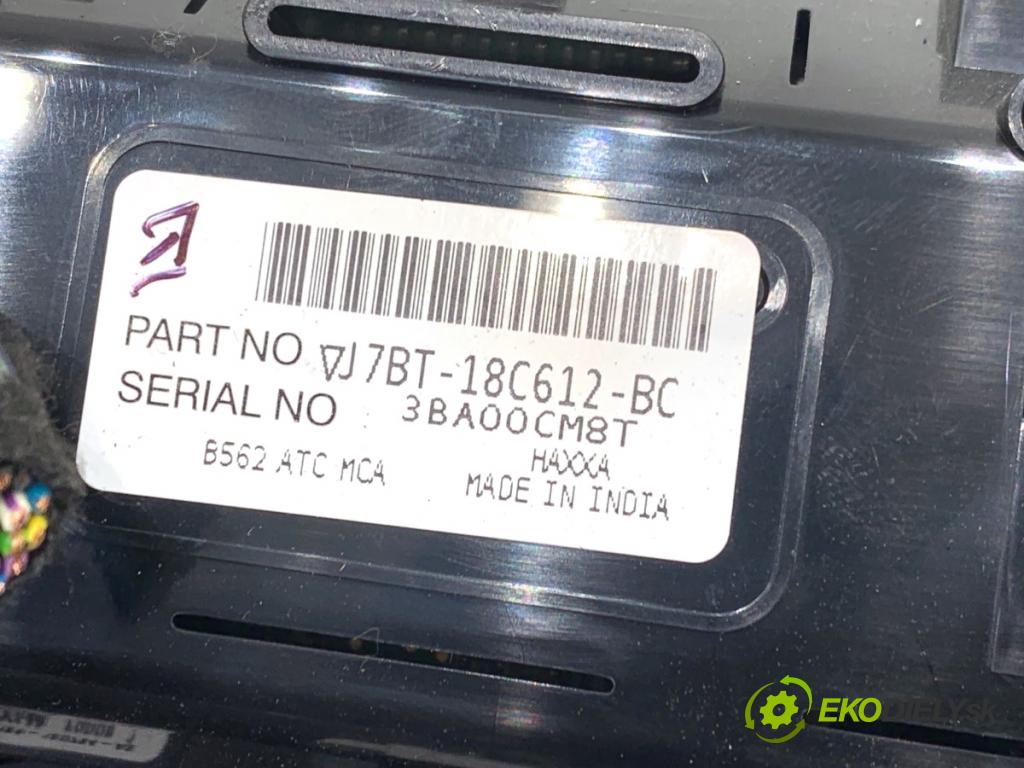 PART NO ∇J7BT-18C612-BC
SERIAL NO 3BA00CM8T
HAXXA
B562 ATC MCA MADE IN INDIA
EKODIELY.SK